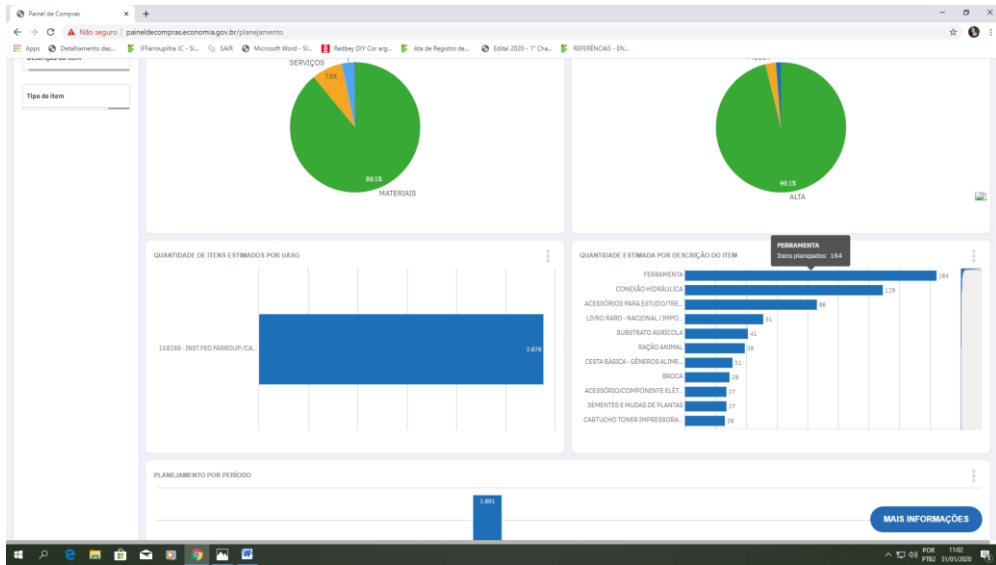 Painel de Compras
Não seguro | paineldecompras.economia.gov.br/planejamento
Apps Detalhamento das... IFFarroupilha JC - Si... SAIR Microsoft Word - SI... Redbey DIY Cor arg... Ata de Registro de... Edital 2020 - 1° Cha... REFERÊNCIAS - EN...
Descrição do Item
Tipo de Item
SERVIÇOS
7.8%
89.1%
MATERIAIS
96.1%
ALTA
QUANTIDADE DE ITENS ESTIMADOS POR UASG
158269 - INST.FED.FARROUP./CA...
2.879
QUANTIDADE ESTIMADA POR DESCRIÇÃO DO ITEM
FERRAMENTA
Itens planejados: 164
FERRAMENTA 164
CONEXÃO HIDRÁULICA 129
ACESSÓRIOS PARA ESTUDO/TRE... 86
LIVRO RARO - NACIONAL / IMPO... 51
SUBSTRATO AGRÍCOLA 41
RAÇÃO ANIMAL 39
CESTA BÁSICA - GÊNEROS ALIME... 31
BROCA 29
ACESSÓRIO/COMPONENTE ELÉT... 27
SEMENTES E MUDAS DE PLANTAS 27
CARTUCHO TONER IMPRESSORA... 26
PLANEJAMENTO POR PERÍODO
1.891
MAIS INFORMAÇÕES
POR 11:02
PTB2 31/01/2020